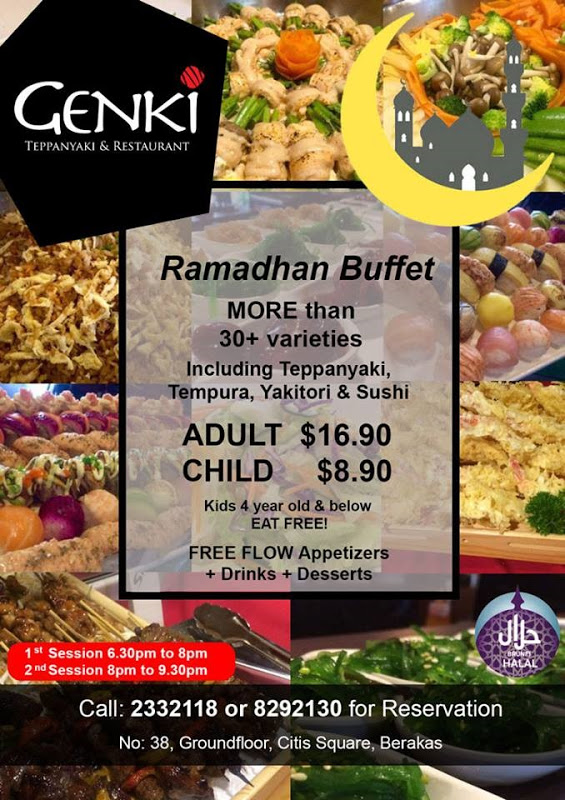 GENKI
TEPPANYAKI & RESTAURANT
Ramadhan Buffet
MORE than
30+ varieties
Including Teppanyaki,
Tempura, Yakitori & Sushi
ADULT $16.90
CHILD $8.90
Kids 4 year old & below
EAT FREE!
FREE FLOW Appetizers
+ Drinks + Desserts
1st Session 6.30pm to 8pm
2nd Session 8pm to 9.30pm
حلال
BRUNEI
HALAL
Call: 2332118 or 8292130 for Reservation
No: 38, Groundfloor, Citis Square, Berakas